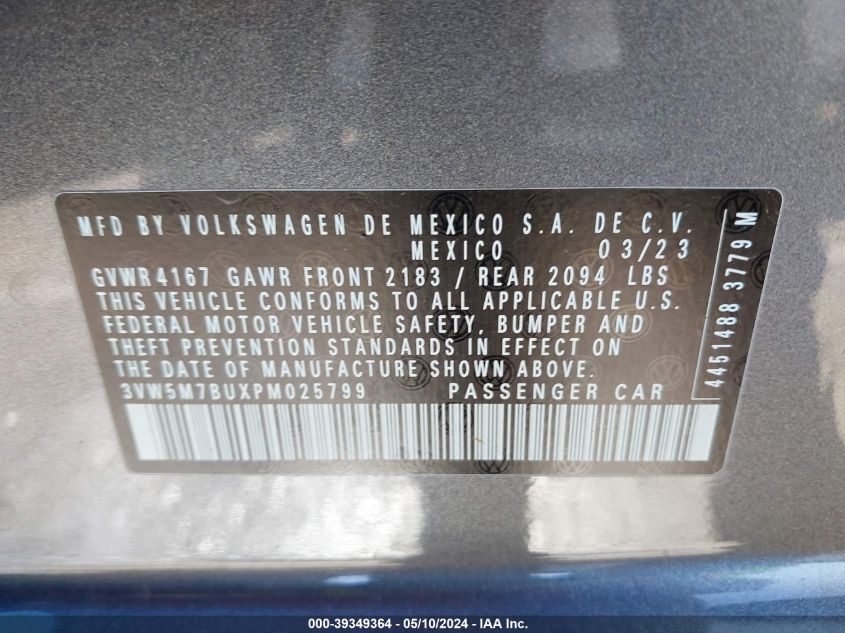 MFD BY VOLKSWAGEN DE MEXICO S.A. DE C.V.
MEXICO 03/23
GVWR 4167 GAWR FRONT 2183 / REAR 2094 LBS
THIS VEHICLE CONFORMS TO ALL APPLICABLE U.S.
FEDERAL MOTOR VEHICLE SAFETY, BUMPER AND
THEFT PREVENTION STANDARDS IN EFFECT ON
THE DATE OF MANUFACTURE SHOWN ABOVE.
3VW5M7BUXPM025799 PASSENGER CAR
4451488 3779 M
000-39349364 - 05/10/2024 - IAA Inc.